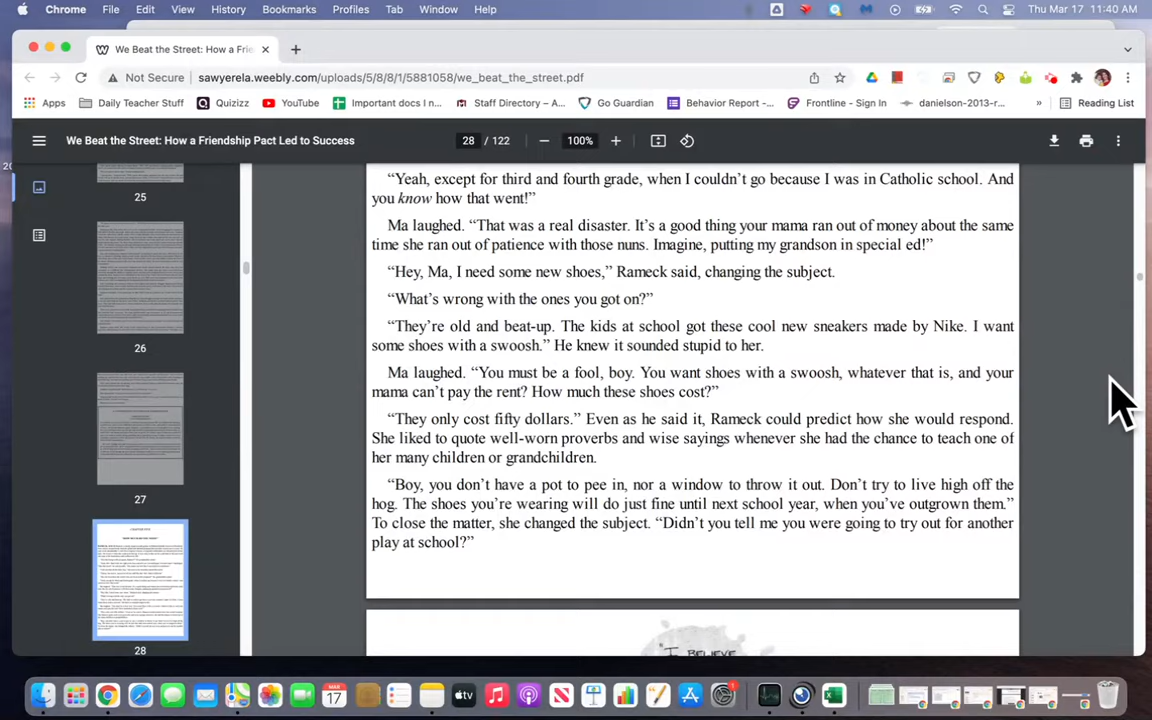 Chrome File Edit View History Bookmarks Profiles Tab Window Help Thu Mar 17 11:40 AM
We Beat the Street: How a Frie
Not Secure sawyerela.weebly.com/uploads/5/8/8/1/5881058/we_beat_the_street.pdf
Apps Daily Teacher Stuff Quizizz YouTube Important docs I n... Staff Directory – A... Go Guardian Behavior Report -... Frontline - Sign In danielson-2013-r... » Reading List
We Beat the Street: How a Friendship Pact Led to Success 28 / 122 100%
25
26
27
28
“Yeah, except for third and fourth grade, when I couldn’t go because I was in Catholic school. And
you know how that went!”
Ma laughed. “That was a real disaster. It’s a good thing your mama ran out of money about the same
time she ran out of patience with those nuns. Imagine, putting my grandson in special ed!”
“Hey, Ma, I need some new shoes,” Rameck said, changing the subject.
“What’s wrong with the ones you got on?”
“They’re old and beat-up. The kids at school got these cool new sneakers made by Nike. I want
some shoes with a swoosh.” He knew it sounded stupid to her.
Ma laughed. “You must be a fool, boy. You want shoes with a swoosh, whatever that is, and your
mama can’t pay the rent? How much these shoes cost?”
“They only cost fifty dollars.” Even as he said it, Rameck could predict how she would respond.
She liked to quote well-worn proverbs and wise sayings whenever she had the chance to teach one of
her many children or grandchildren.
“Boy, you don’t have a pot to pee in, nor a window to throw it out. Don’t try to live high off the
hog. The shoes you’re wearing will do just fine until next school year, when you’ve outgrown them.”
To close the matter, she changed the subject. “Didn’t you tell me you were going to try out for another
play at school?”
"I BELIEVE
MAR
17
tv